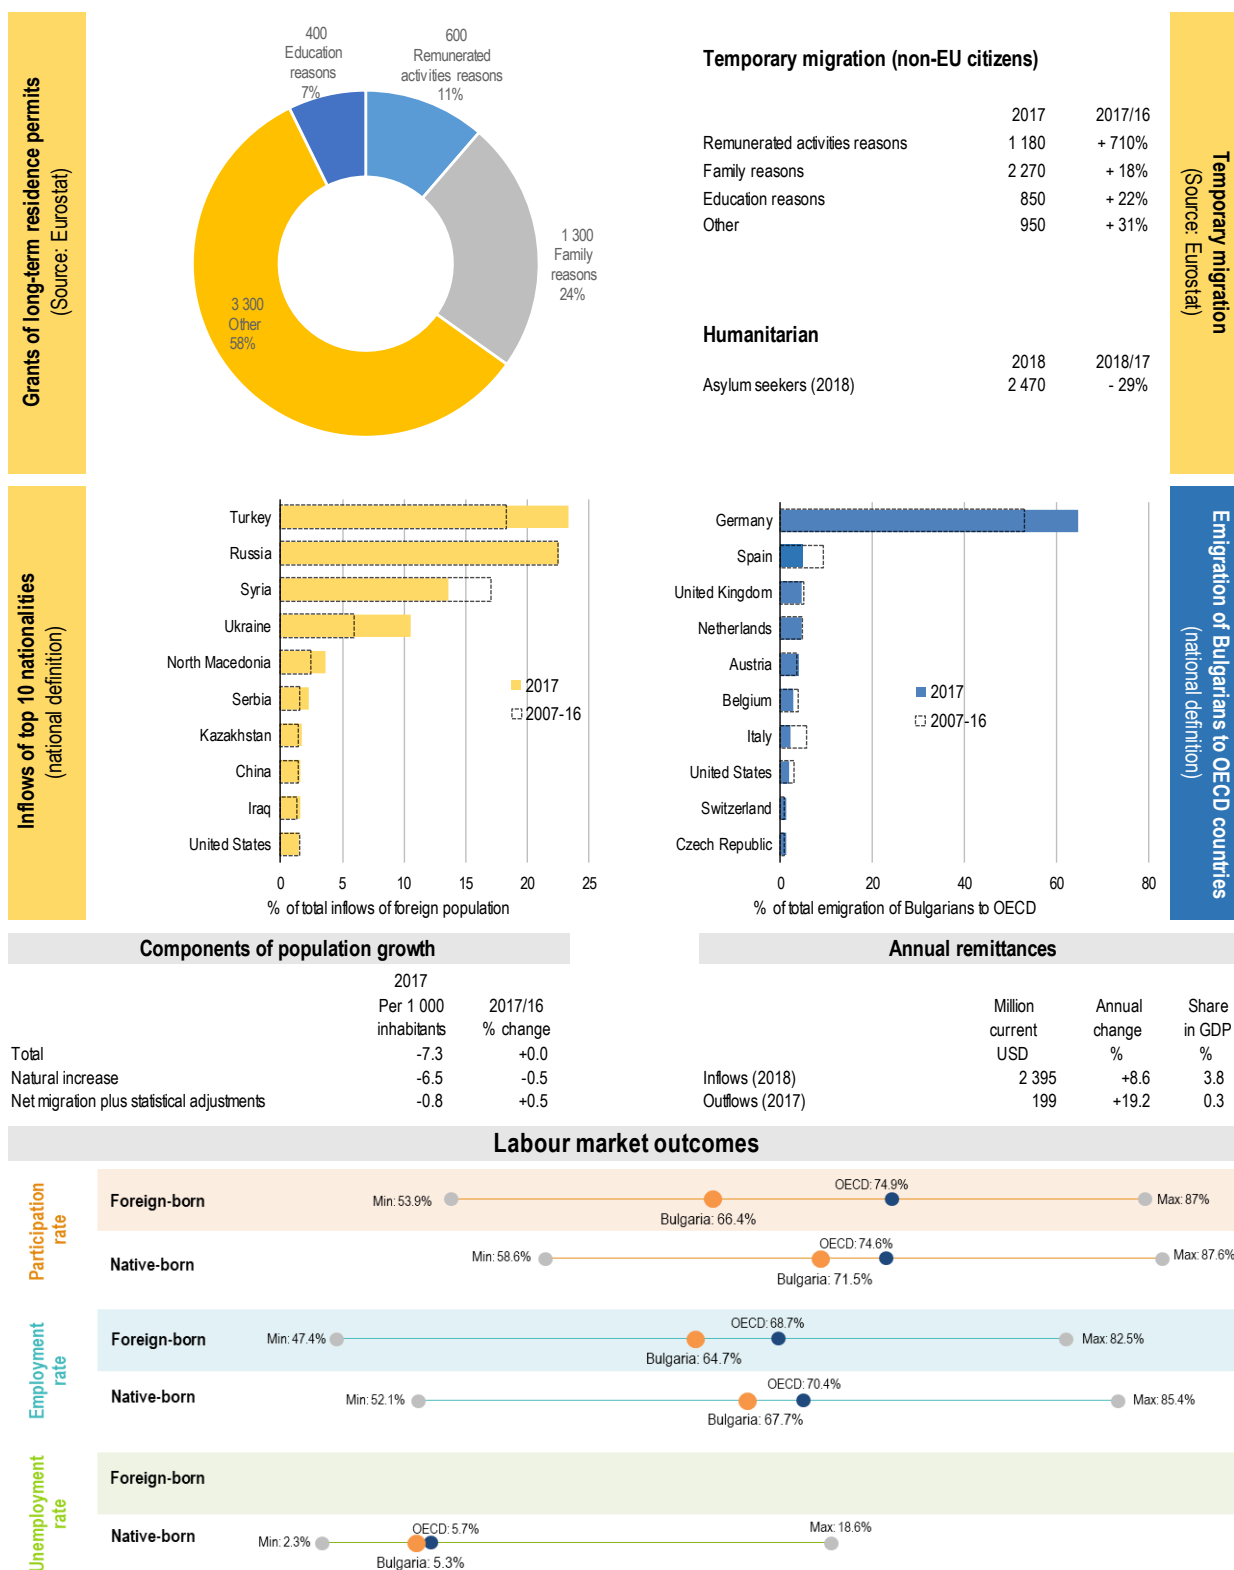 Grants of long-term residence permits
(Source: Eurostat)
400
Education
reasons
7%
600
Remunerated
activities reasons
11%
1 300
Family
reasons
24%
3 300
Other
58%
Temporary migration (non-EU citizens)
2017 2017/16
Remunerated activities reasons 1 180 + 710%
Family reasons 2 270 + 18%
Education reasons 850 + 22%
Other 950 + 31%
Humanitarian
2018 2018/17
Asylum seekers (2018) 2 470 - 29%
Temporary migration
(Source: Eurostat)
Inflows of top 10 nationalities
(national definition)
Turkey
Russia
Syria
Ukraine
North Macedonia
Serbia
Kazakhstan
China
Iraq
United States
2017
2007-16
0 5 10 15 20 25
% of total inflows of foreign population
Germany
Spain
United Kingdom
Netherlands
Austria
Belgium
Italy
United States
Switzerland
Czech Republic
2017
2007-16
0 20 40 60 80
% of total emigration of Bulgarians to OECD
Emigration of Bulgarians to OECD countries
(national definition)
Components of population growth
2017
Per 1 000 2017/16
inhabitants % change
Total -7.3 +0.0
Natural increase -6.5 -0.5
Net migration plus statistical adjustments -0.8 +0.5
Annual remittances
Million Annual Share
current change in GDP
USD % %
Inflows (2018) 2 395 +8.6 3.8
Outflows (2017) 199 +19.2 0.3
Labour market outcomes
Participation
rate
Foreign-born
Min: 53.9%
OECD: 74.9%
Max: 87%
Bulgaria: 66.4%
Native-born
Min: 58.6%
OECD: 74.6%
Max: 87.6%
Bulgaria: 71.5%
Employment
rate
Foreign-born
Min: 47.4%
OECD: 68.7%
Max: 82.5%
Bulgaria: 64.7%
Native-born
Min: 52.1%
OECD: 70.4%
Max: 85.4%
Bulgaria: 67.7%
Unemployment
rate
Foreign-born
Native-born
Min: 2.3%
OECD: 5.7%
Max: 18.6%
Bulgaria: 5.3%